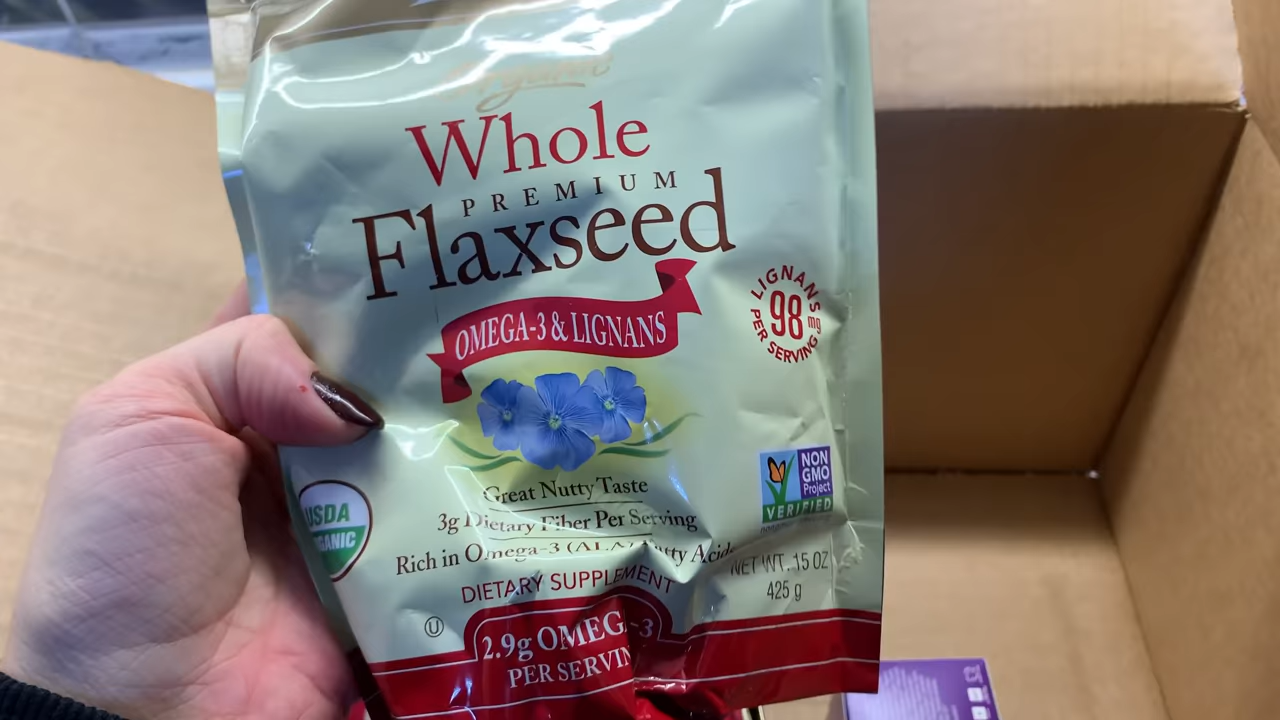 Organic
Whole
PREMIUM
Flaxseed
OMEGA-3 & LIGNANS
LIGNANS
98 mg
PER SERVING
Great Nutty Taste
3g Dietary Fiber Per Serving
Rich in Omega-3 (ALA) Fatty Acids
DIETARY SUPPLEMENT
USDA
ORGANIC
NON
GMO
Project
VERIFIED
NET WT. 15 OZ
425 g
U
2.9g OMEGA-3
PER SERVING